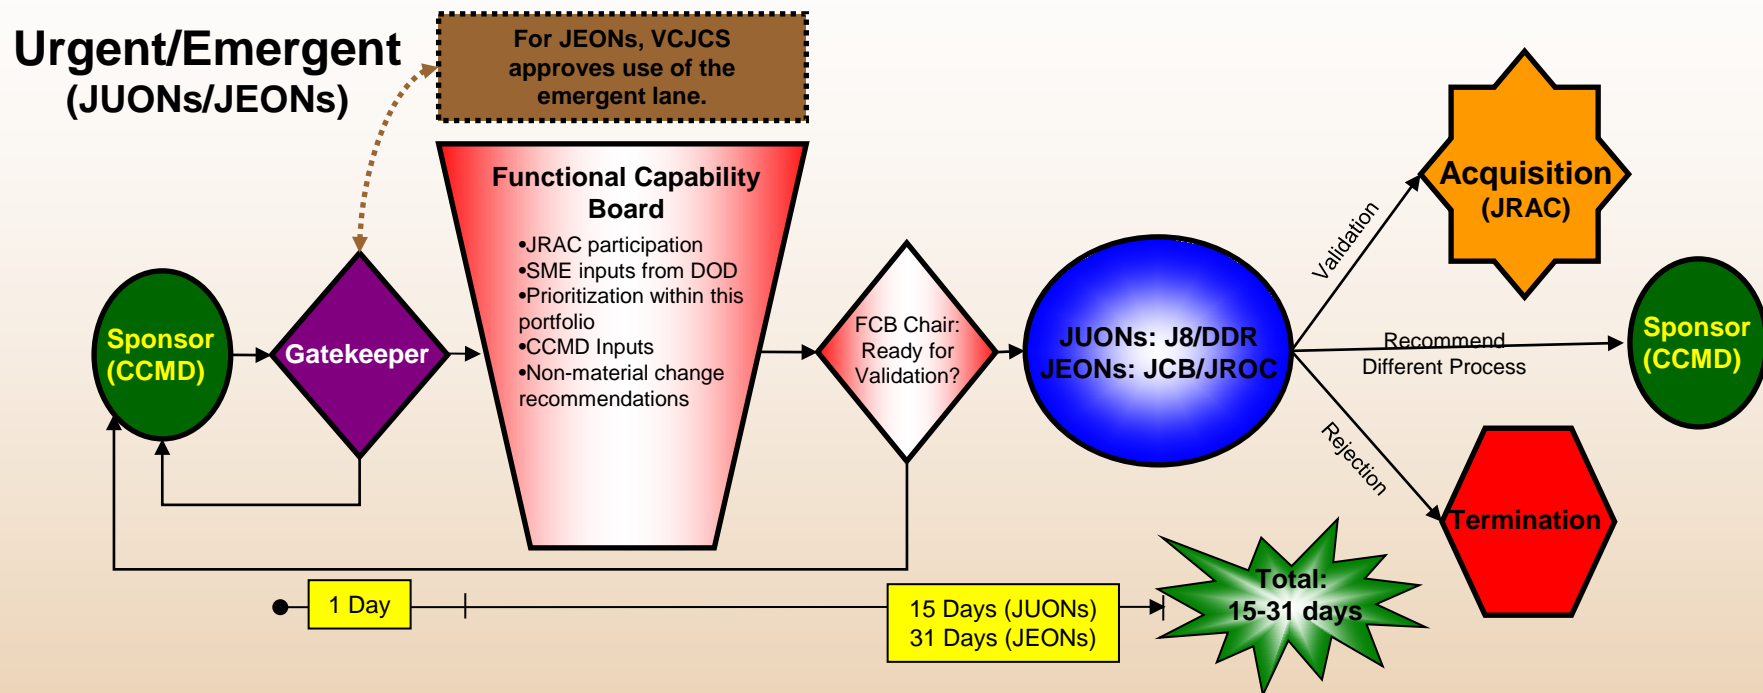 Urgent/Emergent
(JUONs/JEONs)
For JEONs, VCJCS
approves use of the
emergent lane.
Functional Capability
Board
•JRAC participation
•SME inputs from DOD
•Prioritization within this
portfolio
•CCMD Inputs
•Non-material change
recommendations
Sponsor
(CCMD)
Gatekeeper
FCB Chair:
Ready for
Validation?
JUONs: J8/DDR
JEONs: JCB/JROC
Validation
Acquisition
(JRAC)
Recommend
Different Process
Sponsor
(CCMD)
Rejection
Termination
1 Day
15 Days (JUONs)
31 Days (JEONs)
Total:
15-31 days